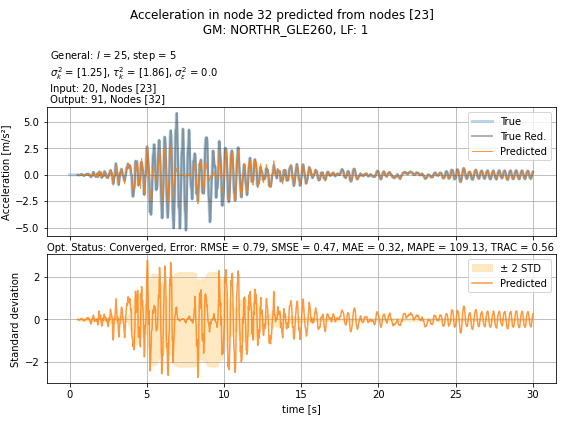 Acceleration in node 32 predicted from nodes [23]
GM: NORTHR_GLE260, LF: 1
General: l = 25, step = 5
σ²ₖ = [1.25], τ²ₖ = [1.86], σ²ε = 0.0
Input: 20, Nodes [23]
Output: 91, Nodes [32]
Acceleration [m/s²]
5.0
2.5
0.0
−2.5
−5.0
True
True Red.
Predicted
Opt. Status: Converged, Error: RMSE = 0.79, SMSE = 0.47, MAE = 0.32, MAPE = 109.13, TRAC = 0.56
Standard deviation
2
0
−2
± 2 STD
Predicted
0 5 10 15 20 25 30
time [s]